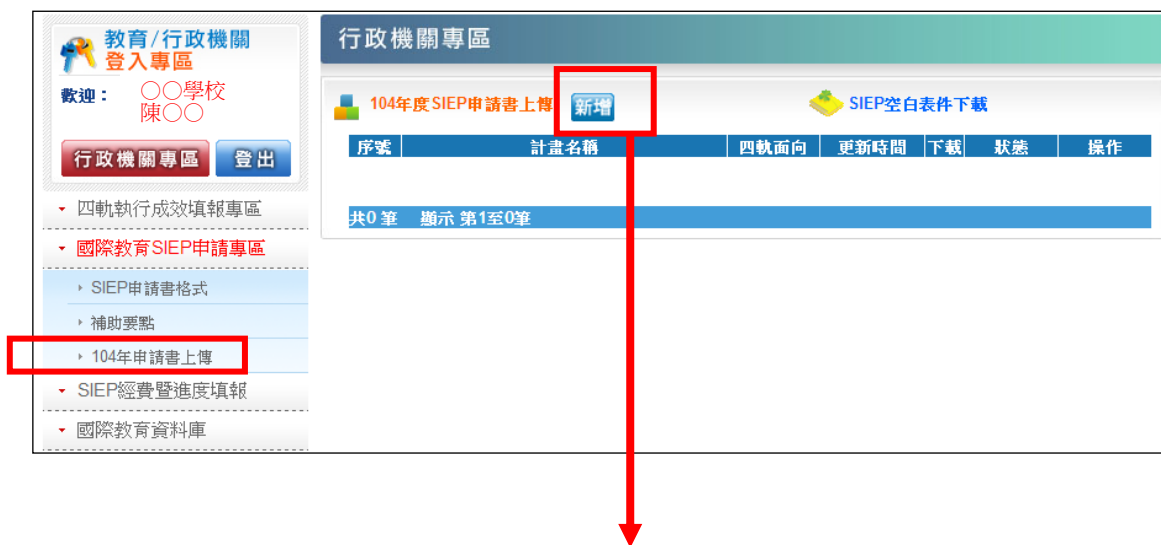 教育/行政機關
登入專區
歡迎： ○○學校
陳○○
行政機關專區 登出
四軌執行成效填報專區
國際教育SIEP申請專區
SIEP申請書格式
補助要點
104年申請書上傳
SIEP經費暨進度填報
國際教育資料庫
行政機關專區
104年度SIEP申請書上傳 新增 SIEP空白表件下載
序號 計畫名稱 四軌面向 更新時間 下載 狀態 操作
共0 筆 顯示 第1至0筆